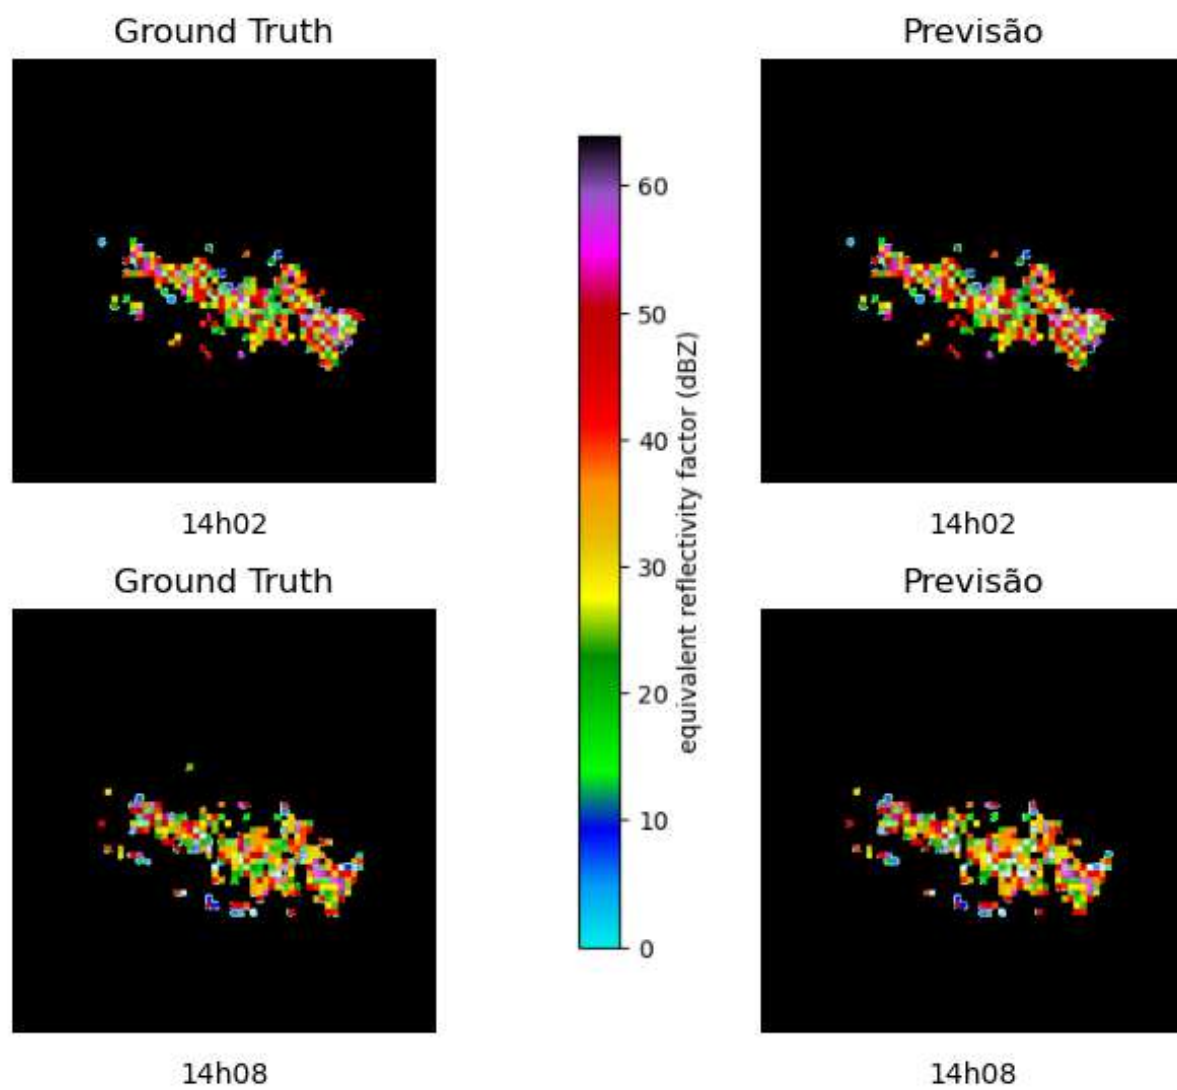 Ground Truth
Previsão
60
50
40
30
20
10
0
equivalent reflectivity factor (dBZ)
14h02
14h02
Ground Truth
Previsão
14h08
14h08